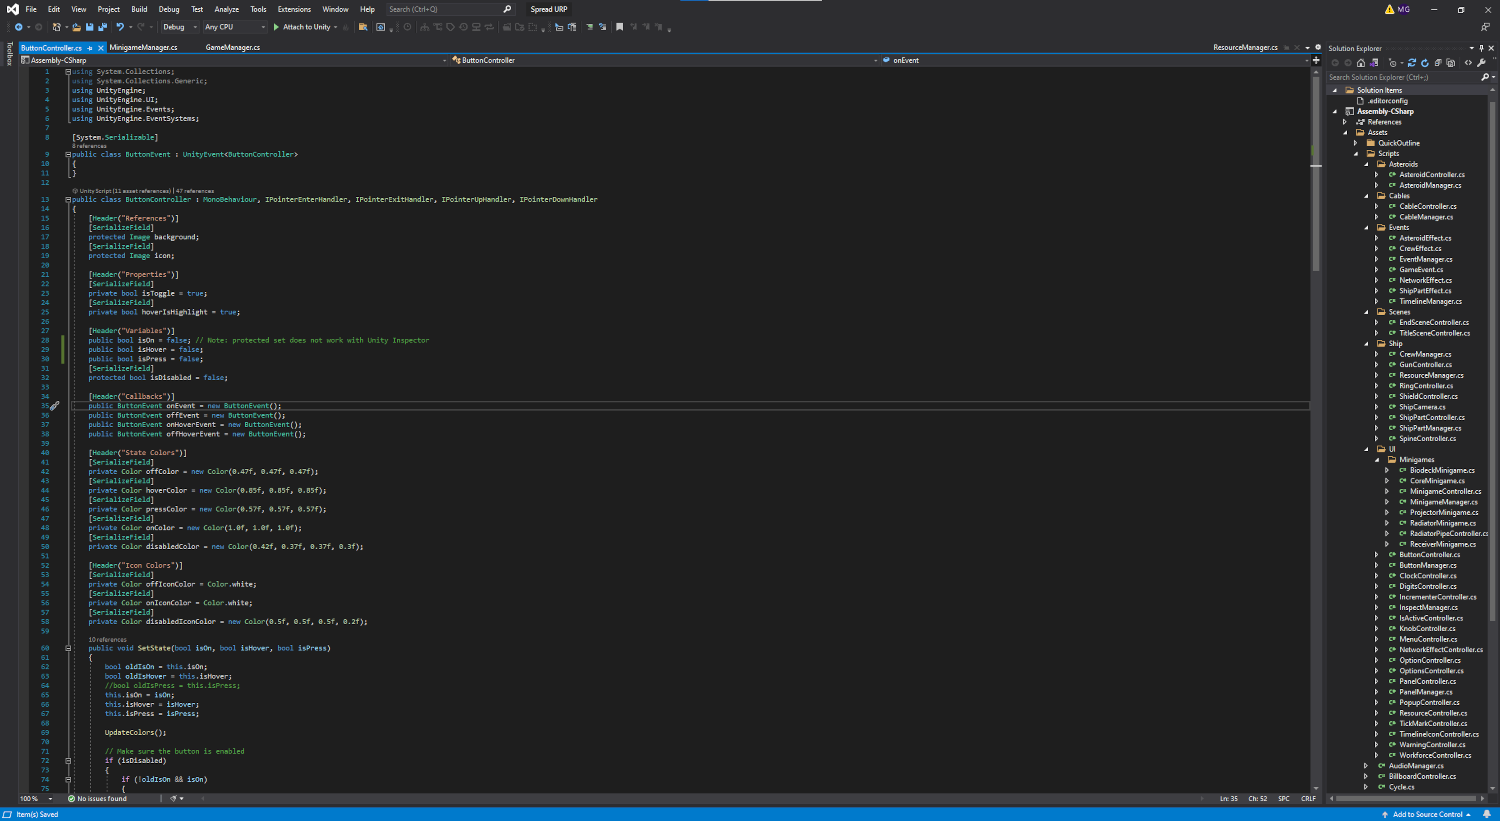 File Edit View Git Project Build Debug Test Analyze Tools Extensions Window Help Search (Ctrl+Q) Spread URP MG
Debug Any CPU Attach to Unity
ButtonController.cs MinigameManager.cs GameManager.cs ResourceManager.cs
Assembly-CSharp ButtonController onEvent
Toolbox
1 using System.Collections;
2 using System.Collections.Generic;
3 using UnityEngine;
4 using UnityEngine.UI;
5 using UnityEngine.Events;
6 using UnityEngine.EventSystems;
7
8 [System.Serializable]
8 references
9 public class ButtonEvent : UnityEvent<ButtonController>
10 {
11 }
12
Unity Script (11 asset references) | 47 references
13 public class ButtonController : MonoBehaviour, IPointerEnterHandler, IPointerExitHandler, IPointerUpHandler, IPointerDownHandler
14 {
15 [Header("References")]
16 [SerializeField]
17 protected Image background;
18 [SerializeField]
19 protected Image icon;
20
21 [Header("Properties")]
22 [SerializeField]
23 private bool isToggle = true;
24 [SerializeField]
25 private bool hoverIsHighlight = true;
26
27 [Header("Variables")]
28 public bool isOn = false; // Note: protected set does not work with Unity Inspector
29 public bool isHover = false;
30 public bool isPress = false;
31 [SerializeField]
32 protected bool isDisabled = false;
33
34 [Header("Callbacks")]
35 public ButtonEvent onEvent = new ButtonEvent();
36 public ButtonEvent offEvent = new ButtonEvent();
37 public ButtonEvent onHoverEvent = new ButtonEvent();
38 public ButtonEvent offHoverEvent = new ButtonEvent();
39
40 [Header("State Colors")]
41 [SerializeField]
42 private Color offColor = new Color(0.47f, 0.47f, 0.47f);
43 [SerializeField]
44 private Color hoverColor = new Color(0.85f, 0.85f, 0.85f);
45 [SerializeField]
46 private Color pressColor = new Color(0.57f, 0.57f, 0.57f);
47 [SerializeField]
48 private Color onColor = new Color(1.0f, 1.0f, 1.0f);
49 [SerializeField]
50 private Color disabledColor = new Color(0.42f, 0.37f, 0.37f, 0.3f);
51
52 [Header("Icon Colors")]
53 [SerializeField]
54 private Color offIconColor = Color.white;
55 [SerializeField]
56 private Color onIconColor = Color.white;
57 [SerializeField]
58 private Color disabledIconColor = new Color(0.5f, 0.5f, 0.5f, 0.2f);
59
10 references
60 public void SetState(bool isOn, bool isHover, bool isPress)
61 {
62 bool oldIsOn = this.isOn;
63 bool oldIsHover = this.isHover;
64 //bool oldIsPress = this.isPress;
65 this.isOn = isOn;
66 this.isHover = isHover;
67 this.isPress = isPress;
68
69 UpdateColors();
70
71 // Make sure the button is enabled
72 if (isDisabled)
73 {
74 if (!oldIsOn && isOn)
75 {
100 % No issues found Ln: 35 Ch: 52 SPC CRLF
Solution Explorer
Search Solution Explorer (Ctrl+;)
Solution Items
.editorconfig
Assembly-CSharp
References
Assets
QuickOutline
Scripts
Asteroids
AsteroidController.cs
AsteroidManager.cs
Cables
CableController.cs
CableManager.cs
Events
AsteroidEffect.cs
CrewEffect.cs
EventManager.cs
GameEvent.cs
NetworkEffect.cs
ShipPartEffect.cs
TimelineManager.cs
Scenes
EndSceneController.cs
TitleSceneController.cs
Ship
CrewManager.cs
GunController.cs
ResourceManager.cs
RingController.cs
ShieldController.cs
ShipCamera.cs
ShipPartController.cs
ShipPartManager.cs
SpineController.cs
UI
Minigames
BiodeckMinigame.cs
CoreMinigame.cs
MinigameController.cs
MinigameManager.cs
ProjectorMinigame.cs
RadiatorMinigame.cs
RadiatorPipeController.cs
ReceiverMinigame.cs
ButtonController.cs
ButtonManager.cs
ClockController.cs
DigitsController.cs
IncrementerController.cs
InspectManager.cs
IsActiveController.cs
KnobController.cs
MenuController.cs
NetworkEffectController.cs
OptionController.cs
OptionsController.cs
PanelController.cs
PanelManager.cs
PopupController.cs
ResourceController.cs
TickMarkController.cs
TimelineIconController.cs
WarningController.cs
WorkforceController.cs
AudioManager.cs
BillboardController.cs
Cycle.cs
Item(s) Saved Add to Source Control